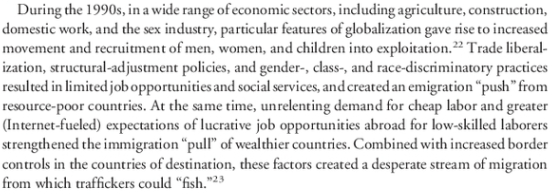 During the 1990s, in a wide range of economic sectors, including agriculture, construction,
domestic work, and the sex industry, particular features of globalization gave rise to increased
movement and recruitment of men, women, and children into exploitation.²² Trade liberal-
ization, structural-adjustment policies, and gender-, class-, and race-discriminatory practices
resulted in limited job opportunities and social services, and created an emigration “push” from
resource-poor countries. At the same time, unrelenting demand for cheap labor and greater
(Internet-fueled) expectations of lucrative job opportunities abroad for low-skilled laborers
strengthened the immigration “pull” of wealthier countries. Combined with increased border
controls in the countries of destination, these factors created a desperate stream of migration
from which traffickers could “fish.”²³